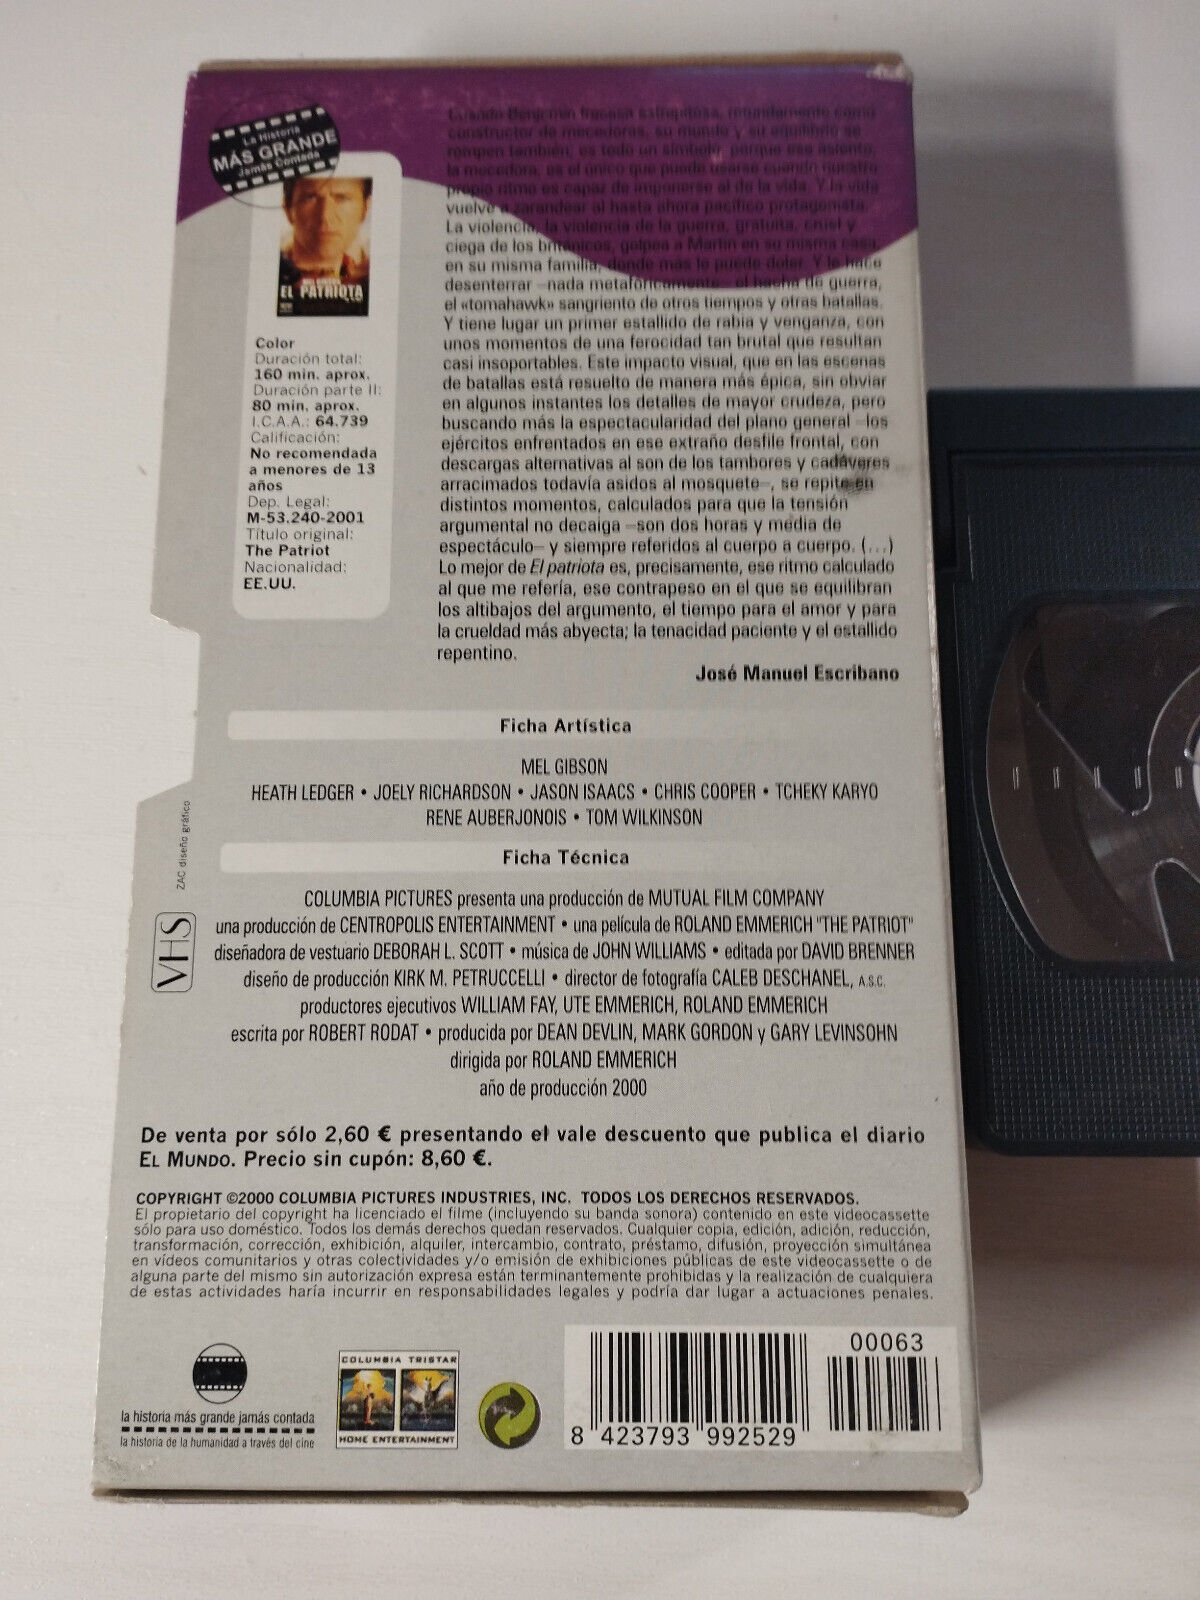 La Historia
MÁS GRANDE
Jamás Contada
MEL GIBSON
EL PATRIOTA
Color
Duración total:
160 min. aprox.
Duración parte II:
80 min. aprox.
I.C.A.A.: 64.739
Calificación:
No recomendada
a menores de 13
años
Dep. Legal:
M-53.240-2001
Título original:
The Patriot
Nacionalidad:
EE.UU.
Cuando Benjamin fracasa estrepitosa, rotundamente como
constructor de mecedoras, su mundo y su equilibrio se
rompen también; es todo un símbolo, porque ese asiento,
la mecedora, es el único que puede usarse cuando nuestro
propio ritmo es capaz de imponerse al de la vida. Y la vida
vuelve a zarandear al hasta ahora pacífico protagonista.
La violencia, la violencia de la guerra, gratuita, cruel y
ciega de los británicos, golpea a Martin en su misma casa,
en su misma familia, donde más le puede doler. Y le hace
desenterrar –nada metafóricamente– el hacha de guerra,
el «tomahawk» sangriento de otros tiempos y otras batallas.
Y tiene lugar un primer estallido de rabia y venganza, con
unos momentos de una ferocidad tan brutal que resultan
casi insoportables. Este impacto visual, que en las escenas
de batallas está resuelto de manera más épica, sin obviar
en algunos instantes los detalles de mayor crudeza, pero
buscando más la espectacularidad del plano general –los
ejércitos enfrentados en ese extraño desfile frontal, con
descargas alternativas al son de los tambores y cadáveres
arracimados todavía asidos al mosquete–, se repite en
distintos momentos, calculados para que la tensión
argumental no decaiga –son dos horas y media de
espectáculo– y siempre referidos al cuerpo a cuerpo. (...)
Lo mejor de El patriota es, precisamente, ese ritmo calculado
al que me refería, ese contrapeso en el que se equilibran
los altibajos del argumento, el tiempo para el amor y para
la crueldad más abyecta; la tenacidad paciente y el estallido
repentino.
José Manuel Escribano
Ficha Artística
MEL GIBSON
HEATH LEDGER • JOELY RICHARDSON • JASON ISAACS • CHRIS COOPER • TCHEKY KARYO
RENE AUBERJONOIS • TOM WILKINSON
ZAC diseño gráfico
VHS
Ficha Técnica
COLUMBIA PICTURES presenta una producción de MUTUAL FILM COMPANY
una producción de CENTROPOLIS ENTERTAINMENT • una película de ROLAND EMMERICH "THE PATRIOT"
diseñadora de vestuario DEBORAH L. SCOTT • música de JOHN WILLIAMS • editada por DAVID BRENNER
diseño de producción KIRK M. PETRUCCELLI • director de fotografía CALEB DESCHANEL, A.S.C.
productores ejecutivos WILLIAM FAY, UTE EMMERICH, ROLAND EMMERICH
escrita por ROBERT RODAT • producida por DEAN DEVLIN, MARK GORDON y GARY LEVINSOHN
dirigida por ROLAND EMMERICH
año de producción 2000
De venta por sólo 2,60 € presentando el vale descuento que publica el diario
EL MUNDO. Precio sin cupón: 8,60 €.
COPYRIGHT ©2000 COLUMBIA PICTURES INDUSTRIES, INC. TODOS LOS DERECHOS RESERVADOS.
El propietario del copyright ha licenciado el filme (incluyendo su banda sonora) contenido en este videocassette
sólo para uso doméstico. Todos los demás derechos quedan reservados. Cualquier copia, edición, adición, reducción,
transformación, corrección, exhibición, alquiler, intercambio, contrato, préstamo, difusión, proyección simultánea
en vídeos comunitarios y otras colectividades y/o emisión de exhibiciones públicas de este videocassette o de
alguna parte del mismo sin autorización expresa están terminantemente prohibidas y la realización de cualquiera
de estas actividades haría incurrir en responsabilidades legales y podría dar lugar a actuaciones penales.
la historia más grande jamás contada
la historia de la humanidad a través del cine
COLUMBIA TRISTAR
HOME ENTERTAINMENT
00063
8 423793 992529